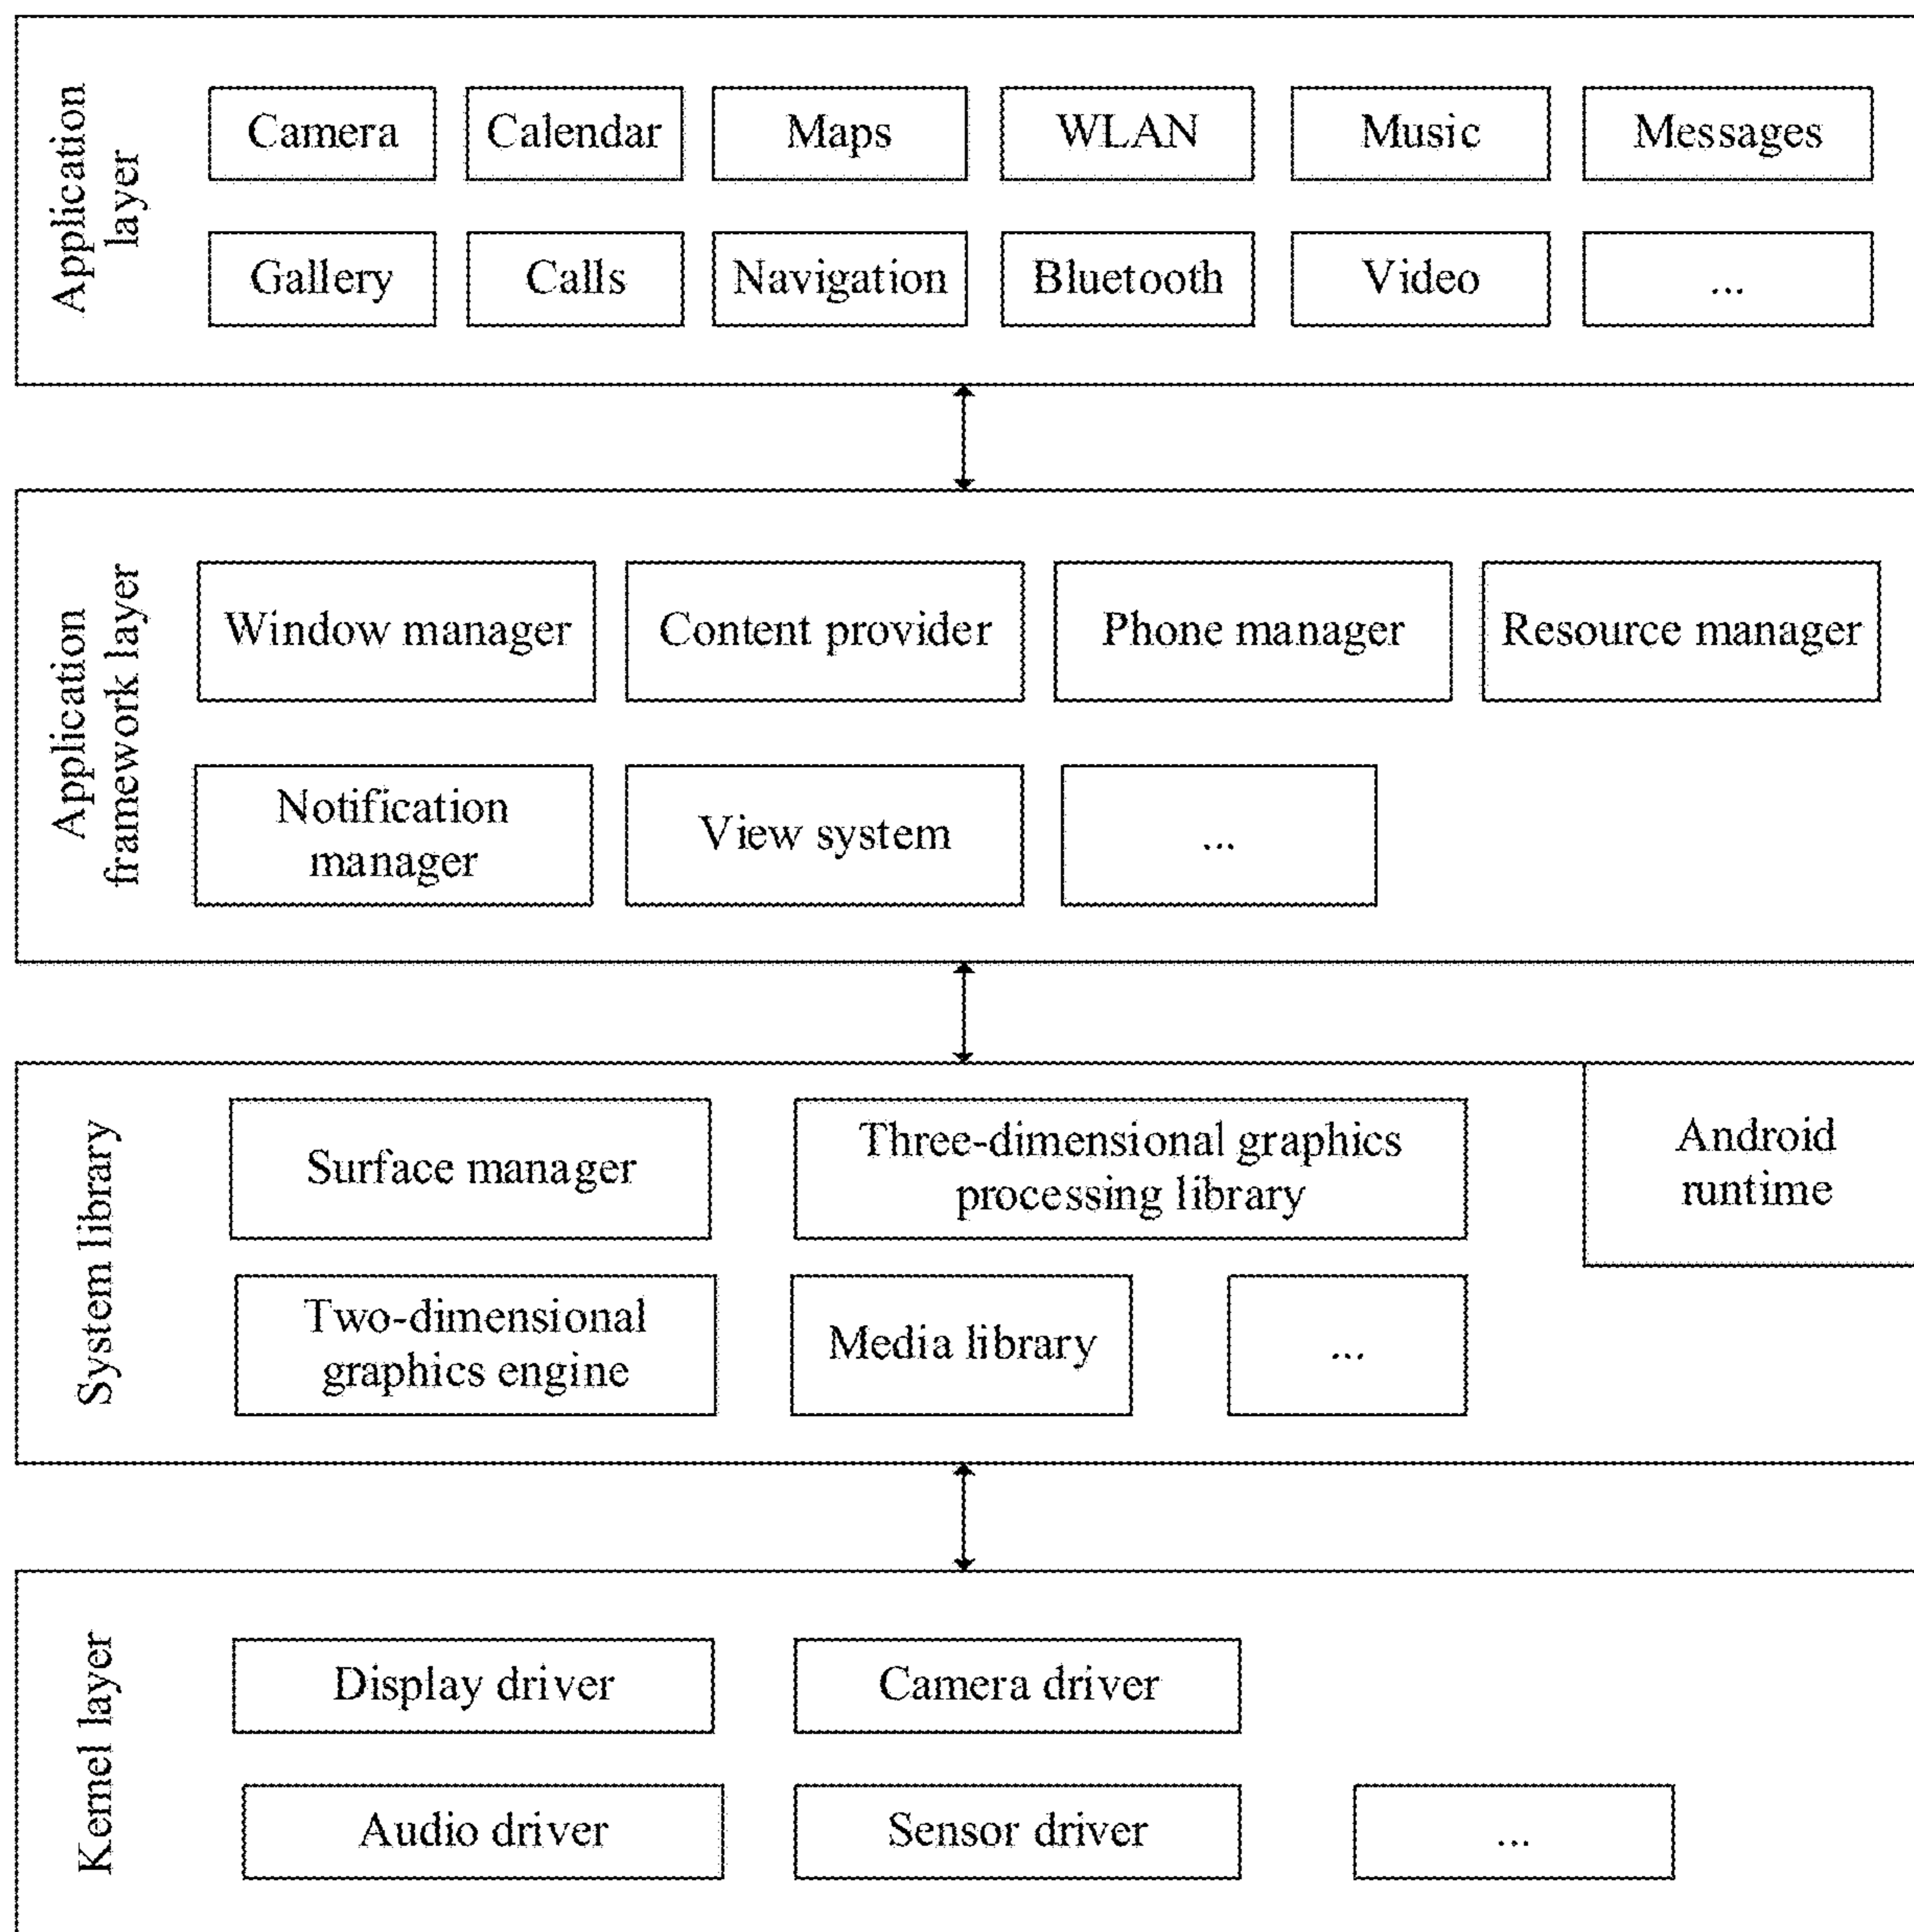 Application
layer
Camera
Calendar
Maps
WLAN
Music
Messages
Gallery
Calls
Navigation
Bluetooth
Video
...
Application
framework layer
Window manager
Content provider
Phone manager
Resource manager
Notification
manager
View system
...
System library
Surface manager
Three-dimensional graphics
processing library
Android
runtime
Two-dimensional
graphics engine
Media library
...
Kernel layer
Display driver
Camera driver
Audio driver
Sensor driver
...